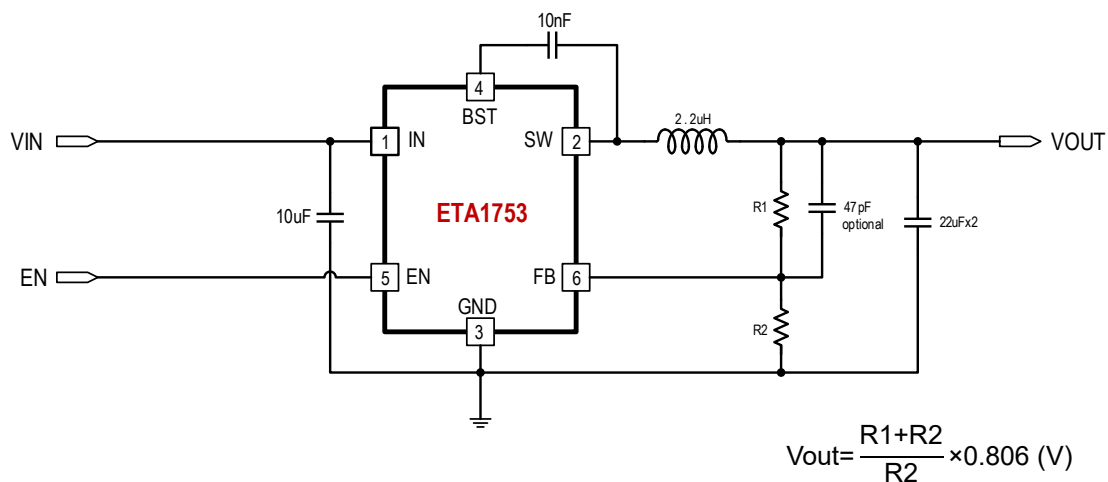 10nF
4
BST
2.2uH
VIN
1
IN
SW
2
VOUT
10uF
ETA1753
R1
47pF
optional
22uFx2
EN
5
EN
FB
6
GND
3
R2
Vout= R1+R2 / R2 ×0.806 (V)